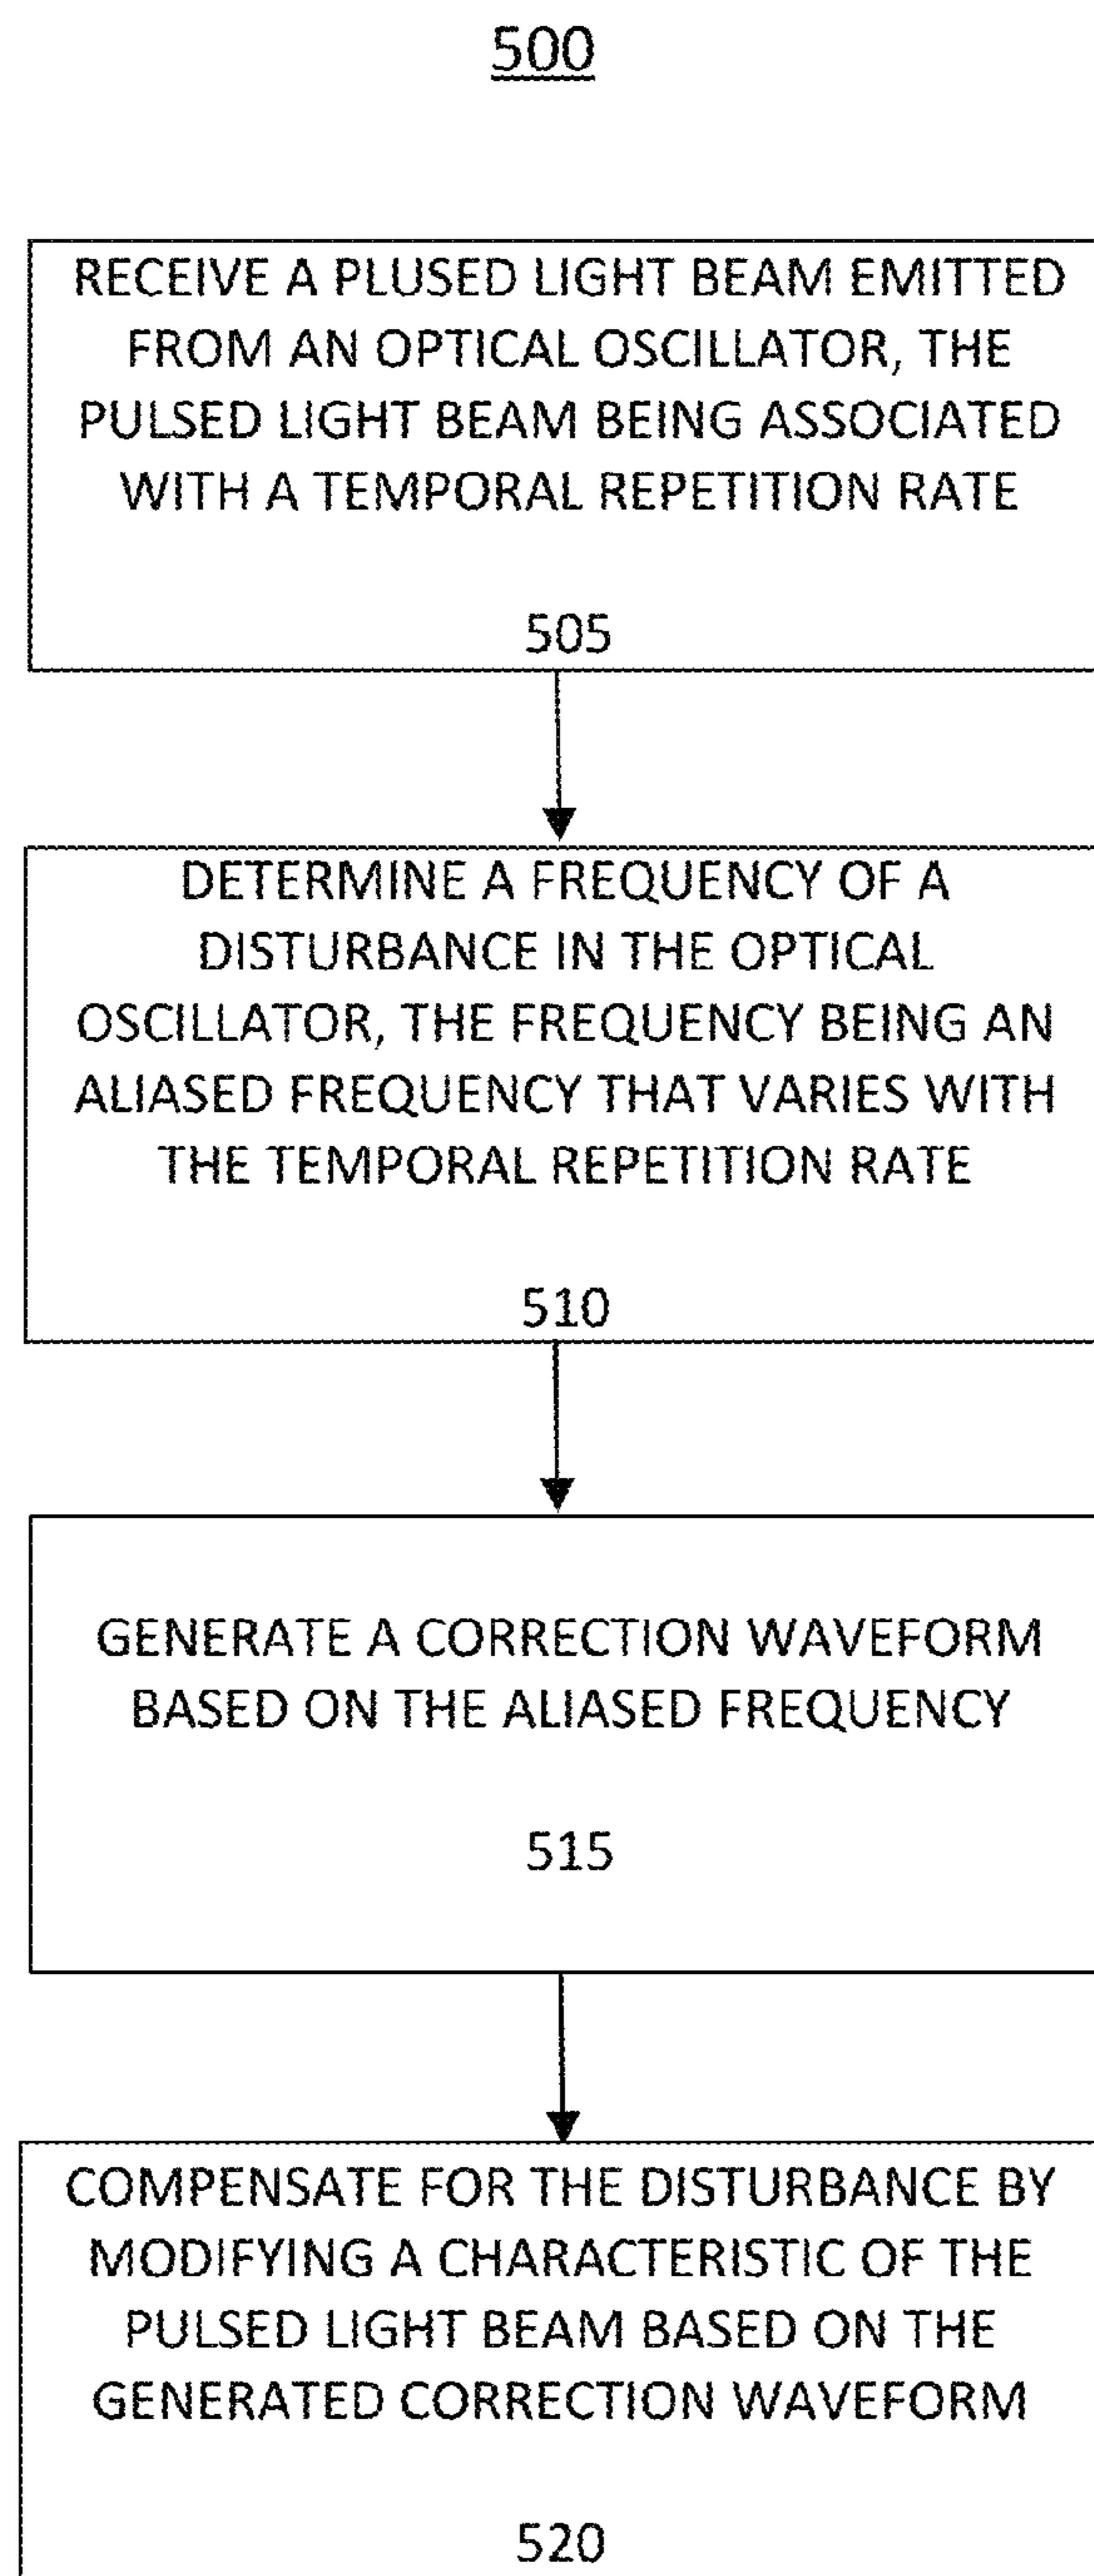 500
RECEIVE A PLUSED LIGHT BEAM EMITTED
FROM AN OPTICAL OSCILLATOR, THE
PULSED LIGHT BEAM BEING ASSOCIATED
WITH A TEMPORAL REPETITION RATE
505
DETERMINE A FREQUENCY OF A
DISTURBANCE IN THE OPTICAL
OSCILLATOR, THE FREQUENCY BEING AN
ALIASED FREQUENCY THAT VARIES WITH
THE TEMPORAL REPETITION RATE
510
GENERATE A CORRECTION WAVEFORM
BASED ON THE ALIASED FREQUENCY
515
COMPENSATE FOR THE DISTURBANCE BY
MODIFYING A CHARACTERISTIC OF THE
PULSED LIGHT BEAM BASED ON THE
GENERATED CORRECTION WAVEFORM
520